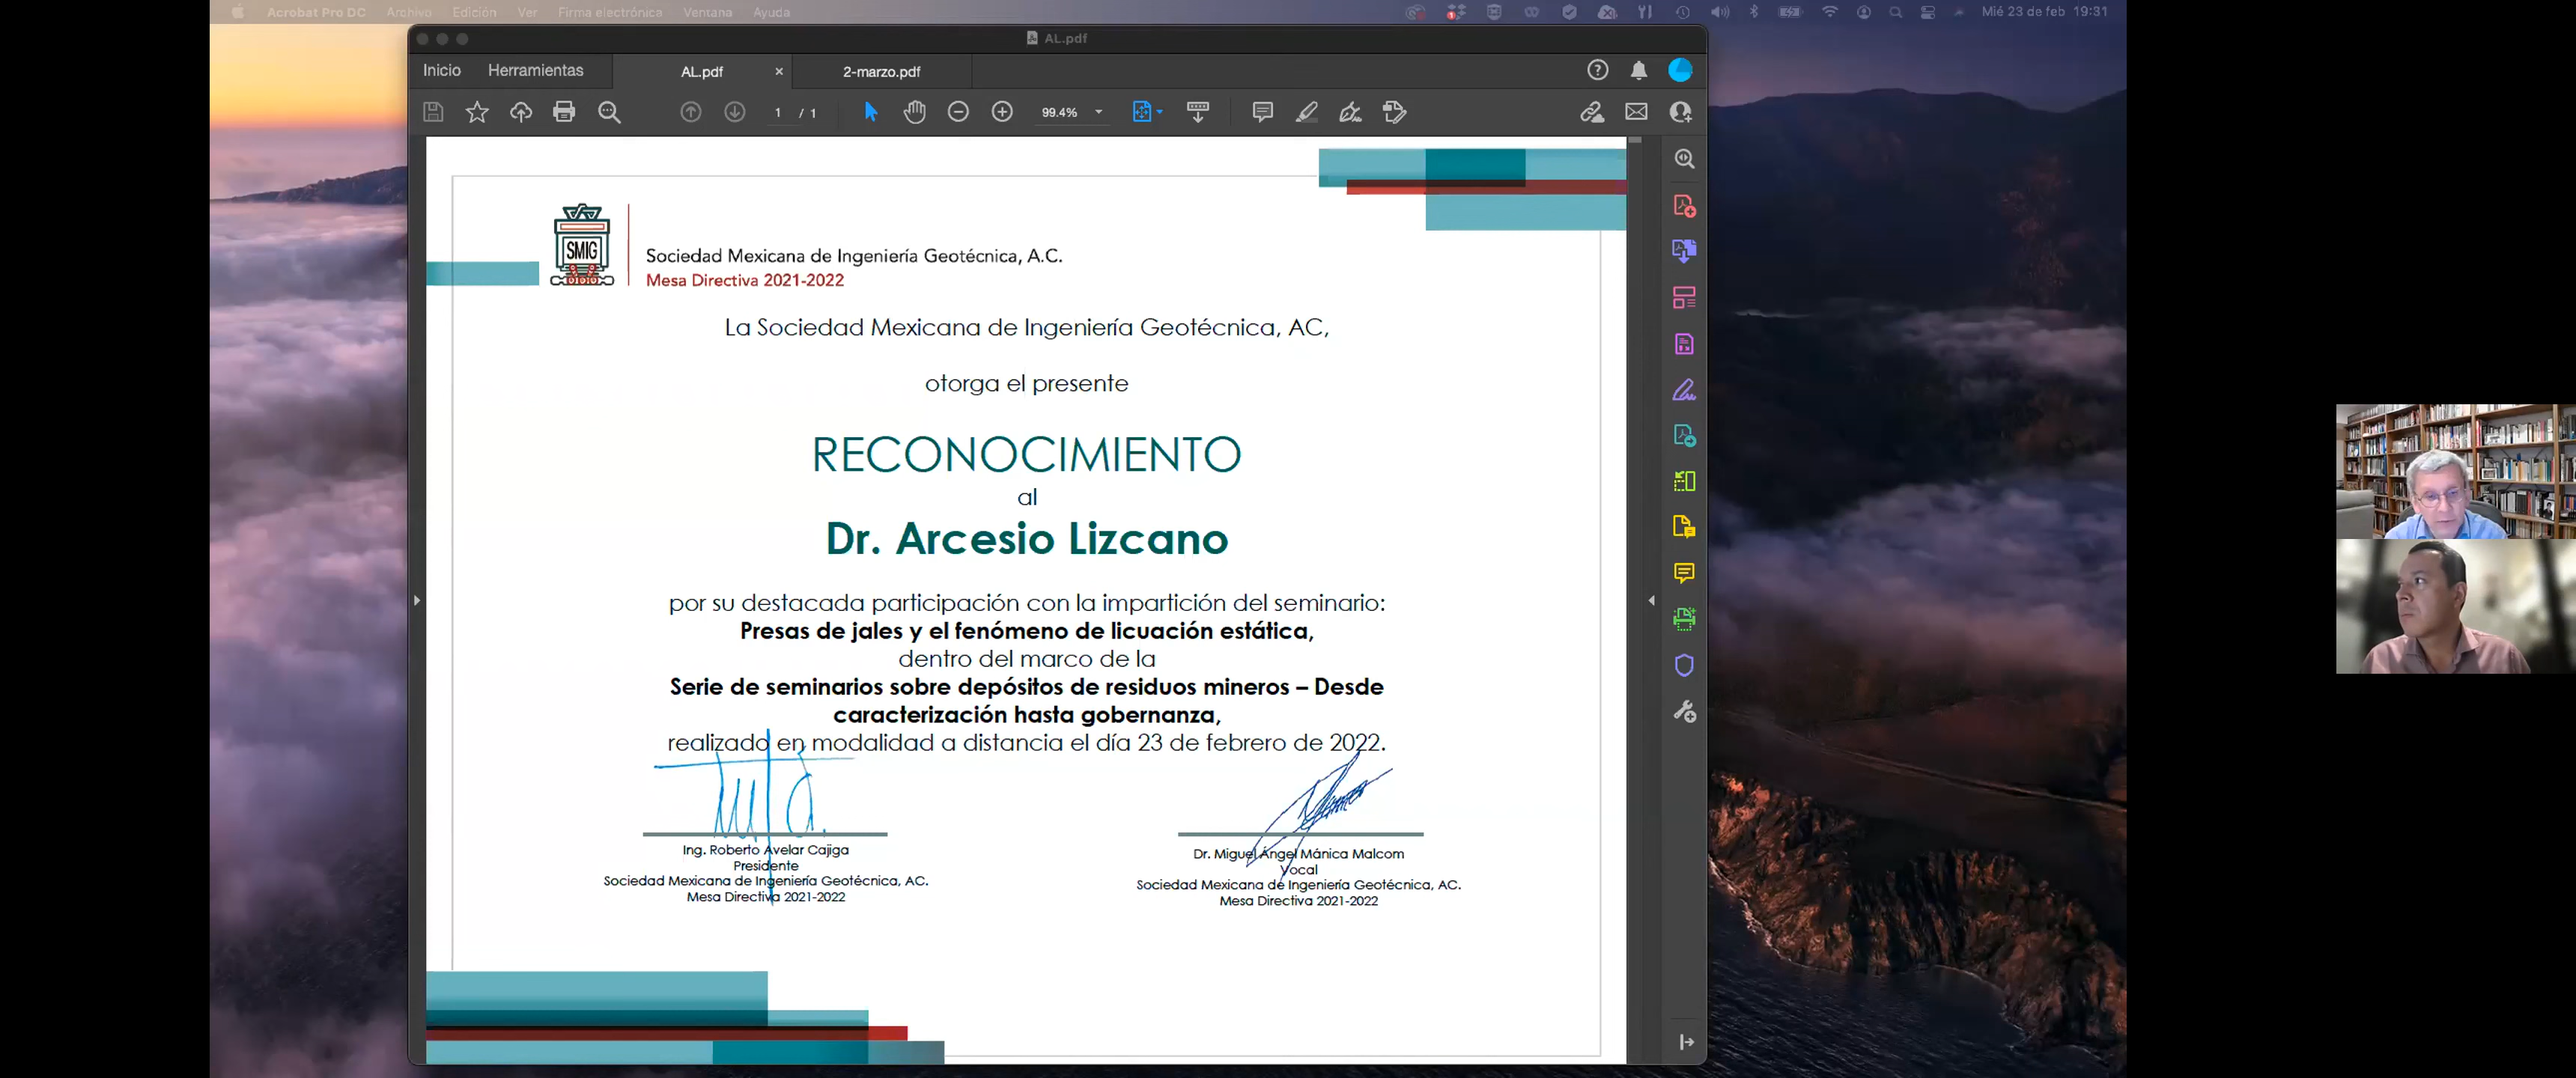 Acrobat Pro DC Archivo Edición Ver Firma electrónica Ventana Ayuda Mié 23 de feb 19:31
AL.pdf
Inicio Herramientas AL.pdf × 2-marzo.pdf
1 / 1 99.4%
SMIG
Sociedad Mexicana de Ingeniería Geotécnica, A.C.
Mesa Directiva 2021-2022
La Sociedad Mexicana de Ingeniería Geotécnica, AC,
otorga el presente
RECONOCIMIENTO
al
Dr. Arcesio Lizcano
por su destacada participación con la impartición del seminario:
Presas de jales y el fenómeno de licuación estática,
dentro del marco de la
Serie de seminarios sobre depósitos de residuos mineros – Desde
caracterización hasta gobernanza,
realizado en modalidad a distancia el día 23 de febrero de 2022.
Ing. Roberto Avelar Cajiga
Presidente
Sociedad Mexicana de Ingeniería Geotécnica, AC.
Mesa Directiva 2021-2022
Dr. Miguel Ángel Mánica Malcom
Vocal
Sociedad Mexicana de Ingeniería Geotécnica, AC.
Mesa Directiva 2021-2022